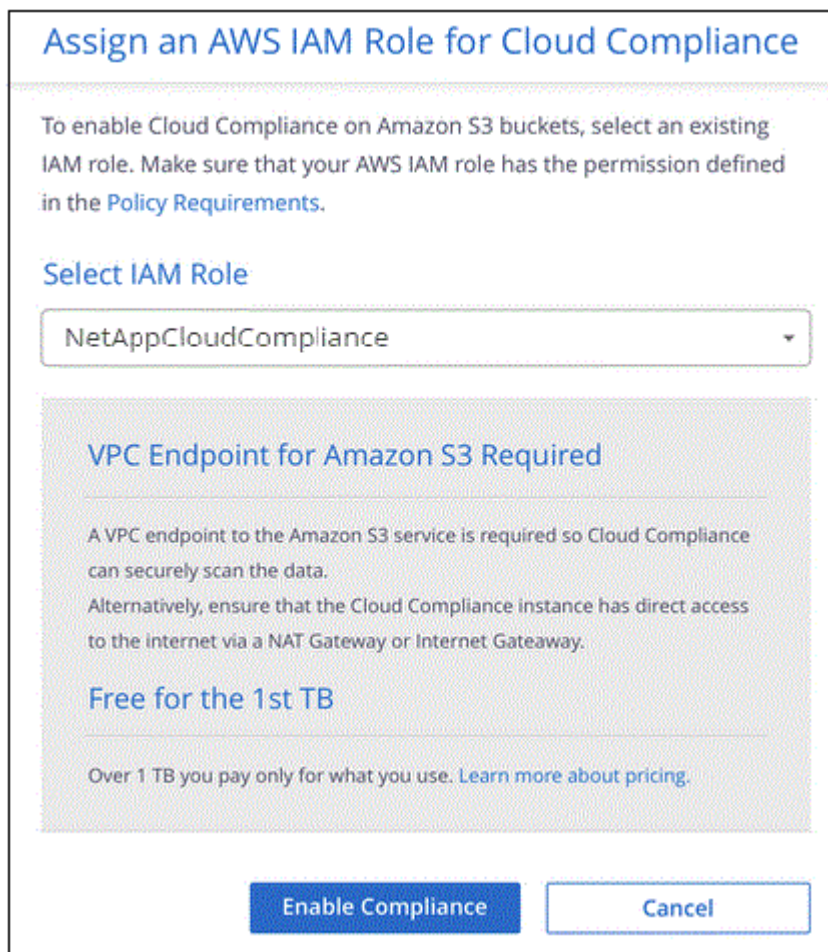 Assign an AWS IAM Role for Cloud Compliance
To enable Cloud Compliance on Amazon S3 buckets, select an existing
IAM role. Make sure that your AWS IAM role has the permission defined
in the Policy Requirements.
Select IAM Role
NetAppCloudCompliance
VPC Endpoint for Amazon S3 Required
A VPC endpoint to the Amazon S3 service is required so Cloud Compliance
can securely scan the data.
Alternatively, ensure that the Cloud Compliance instance has direct access
to the internet via a NAT Gateway or Internet Gateaway.
Free for the 1st TB
Over 1 TB you pay only for what you use. Learn more about pricing.
Enable Compliance
Cancel